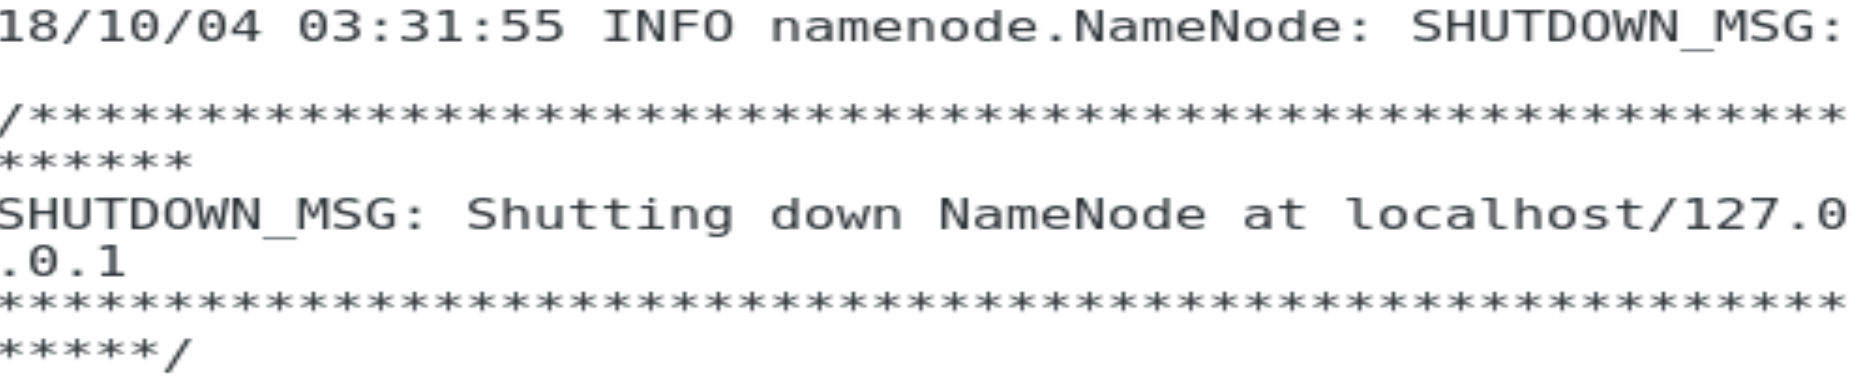 18/10/04 03:31:55 INFO namenode.NameNode: SHUTDOWN_MSG:
/******************************************************
******
SHUTDOWN_MSG: Shutting down NameNode at localhost/127.0
.0.1
*******************************************************
*****/